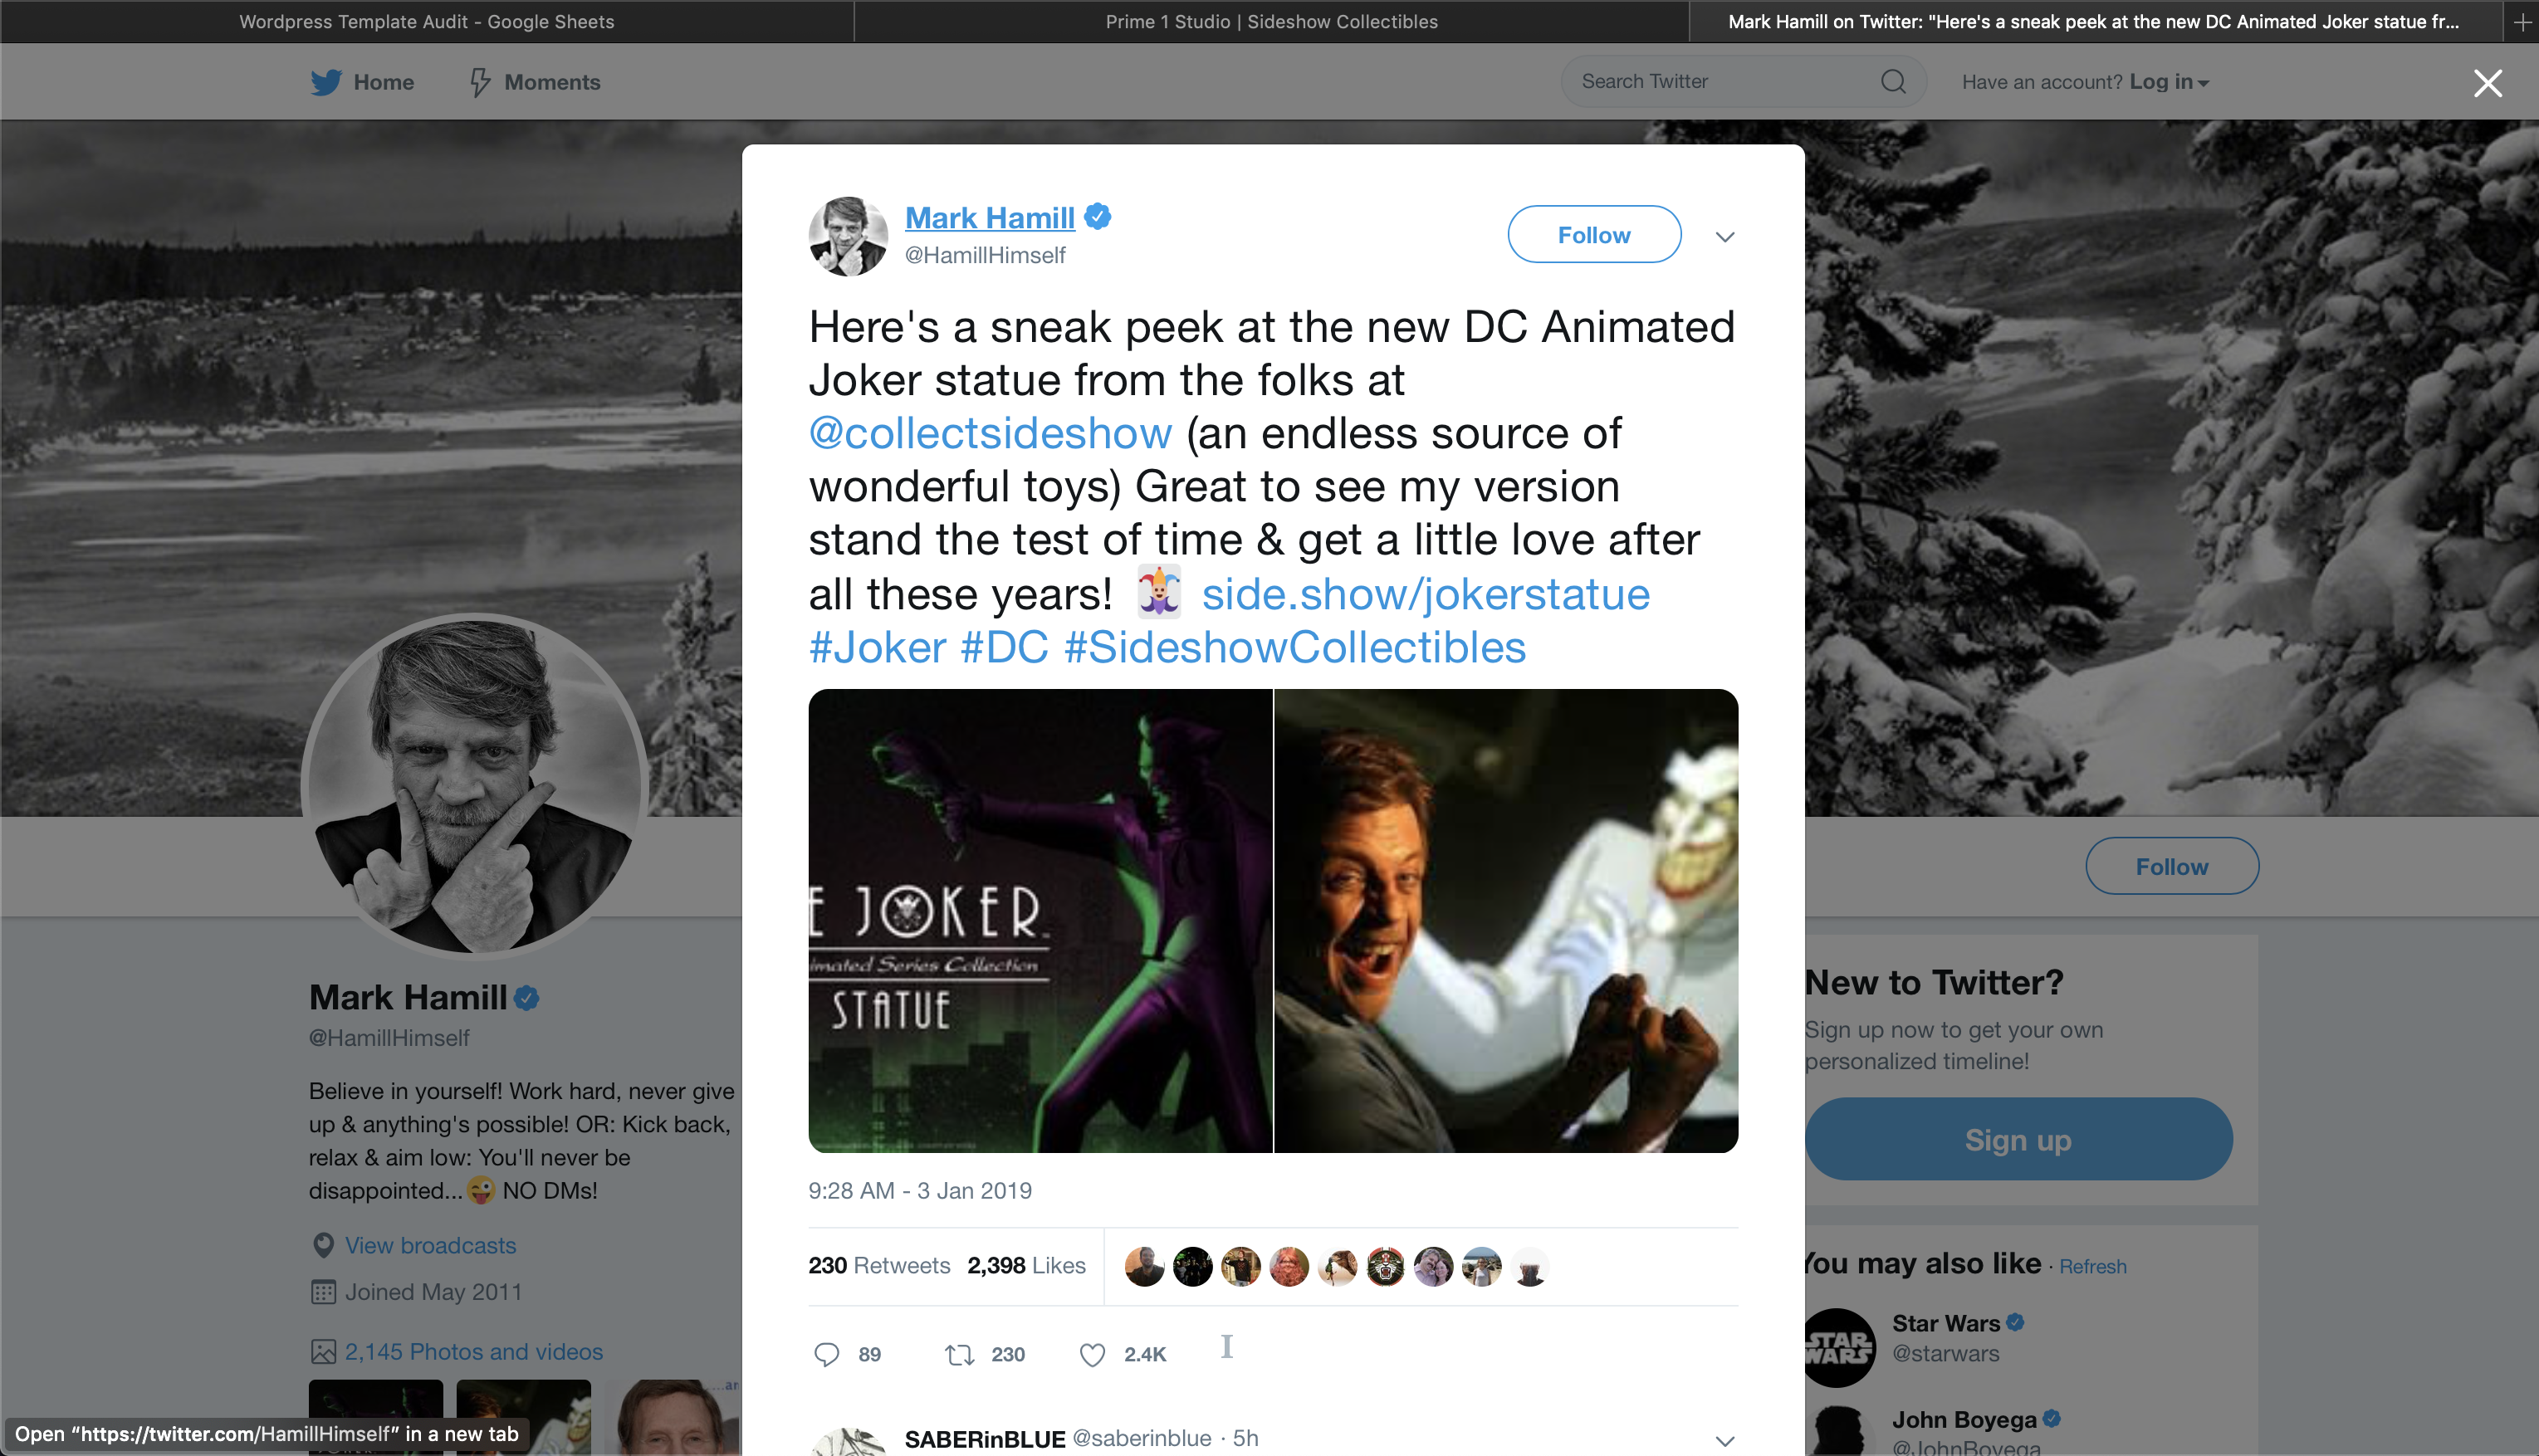 Wordpress Template Audit - Google Sheets
Prime 1 Studio | Sideshow Collectibles
Mark Hamill on Twitter: "Here's a sneak peek at the new DC Animated Joker statue fr...
Home
Moments
Search Twitter
Have an account? Log in
Mark Hamill
@HamillHimself
Follow
Here's a sneak peek at the new DC Animated
Joker statue from the folks at
@collectsideshow (an endless source of
wonderful toys) Great to see my version
stand the test of time & get a little love after
all these years! 🃏 side.show/jokerstatue
#Joker #DC #SideshowCollectibles
E JOKER
imated Series Collection
STATUE
9:28 AM - 3 Jan 2019
230 Retweets 2,398 Likes
89 230 2.4K
SABERinBLUE @saberinblue · 5h
Mark Hamill
@HamillHimself
Believe in yourself! Work hard, never give
up & anything's possible! OR: Kick back,
relax & aim low: You'll never be
disappointed...😜 NO DMs!
View broadcasts
Joined May 2011
2,145 Photos and videos
Open “https://twitter.com/HamillHimself” in a new tab
Follow
New to Twitter?
Sign up now to get your own
personalized timeline!
Sign up
You may also like · Refresh
STAR
WARS
Star Wars
@starwars
John Boyega
@JohnBoyega